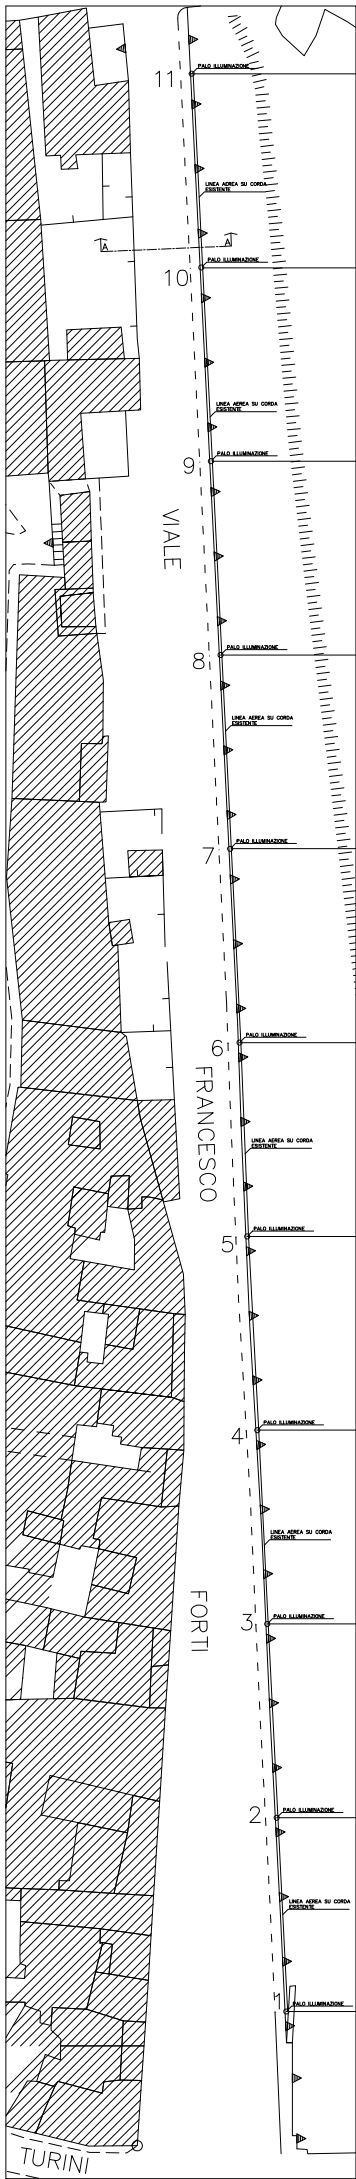 11
PALO ILLUMINAZIONE
LINEA AEREA SU CORDA
ESISTENTE
A
A
10
PALO ILLUMINAZIONE
LINEA AEREA SU CORDA
ESISTENTE
9
PALO ILLUMINAZIONE
VIALE
8
PALO ILLUMINAZIONE
LINEA AEREA SU CORDA
ESISTENTE
7
PALO ILLUMINAZIONE
6
PALO ILLUMINAZIONE
FRANCESCO
LINEA AEREA SU CORDA
ESISTENTE
5
PALO ILLUMINAZIONE
4
PALO ILLUMINAZIONE
LINEA AEREA SU CORDA
ESISTENTE
FORTI
3
PALO ILLUMINAZIONE
2
PALO ILLUMINAZIONE
LINEA AEREA SU CORDA
ESISTENTE
1
PALO ILLUMINAZIONE
TURINI